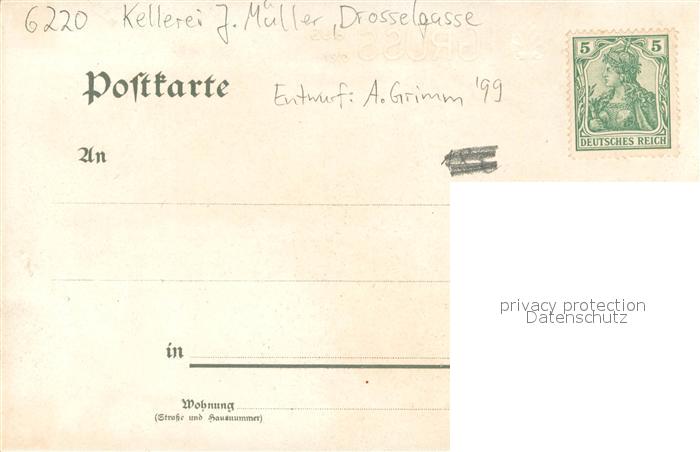 6220 Kellerei J. Müller, Drosselgasse
5 5
DEUTSCHES REICH
Postkarte
Entwurf: A. Grimm '99
An
privacy protection
Datenschutz
in
Wohnung
(Straße und Hausnummer)